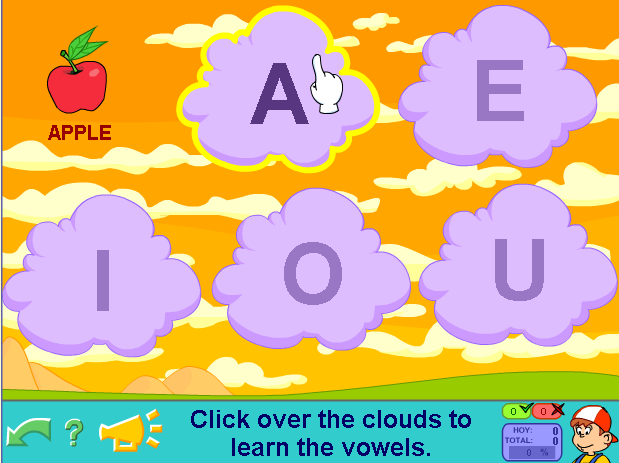 A
E
APPLE
I
O
U
Click over the clouds to
learn the vowels.
?
0
0
HOY: 0
TOTAL: 0
0 %